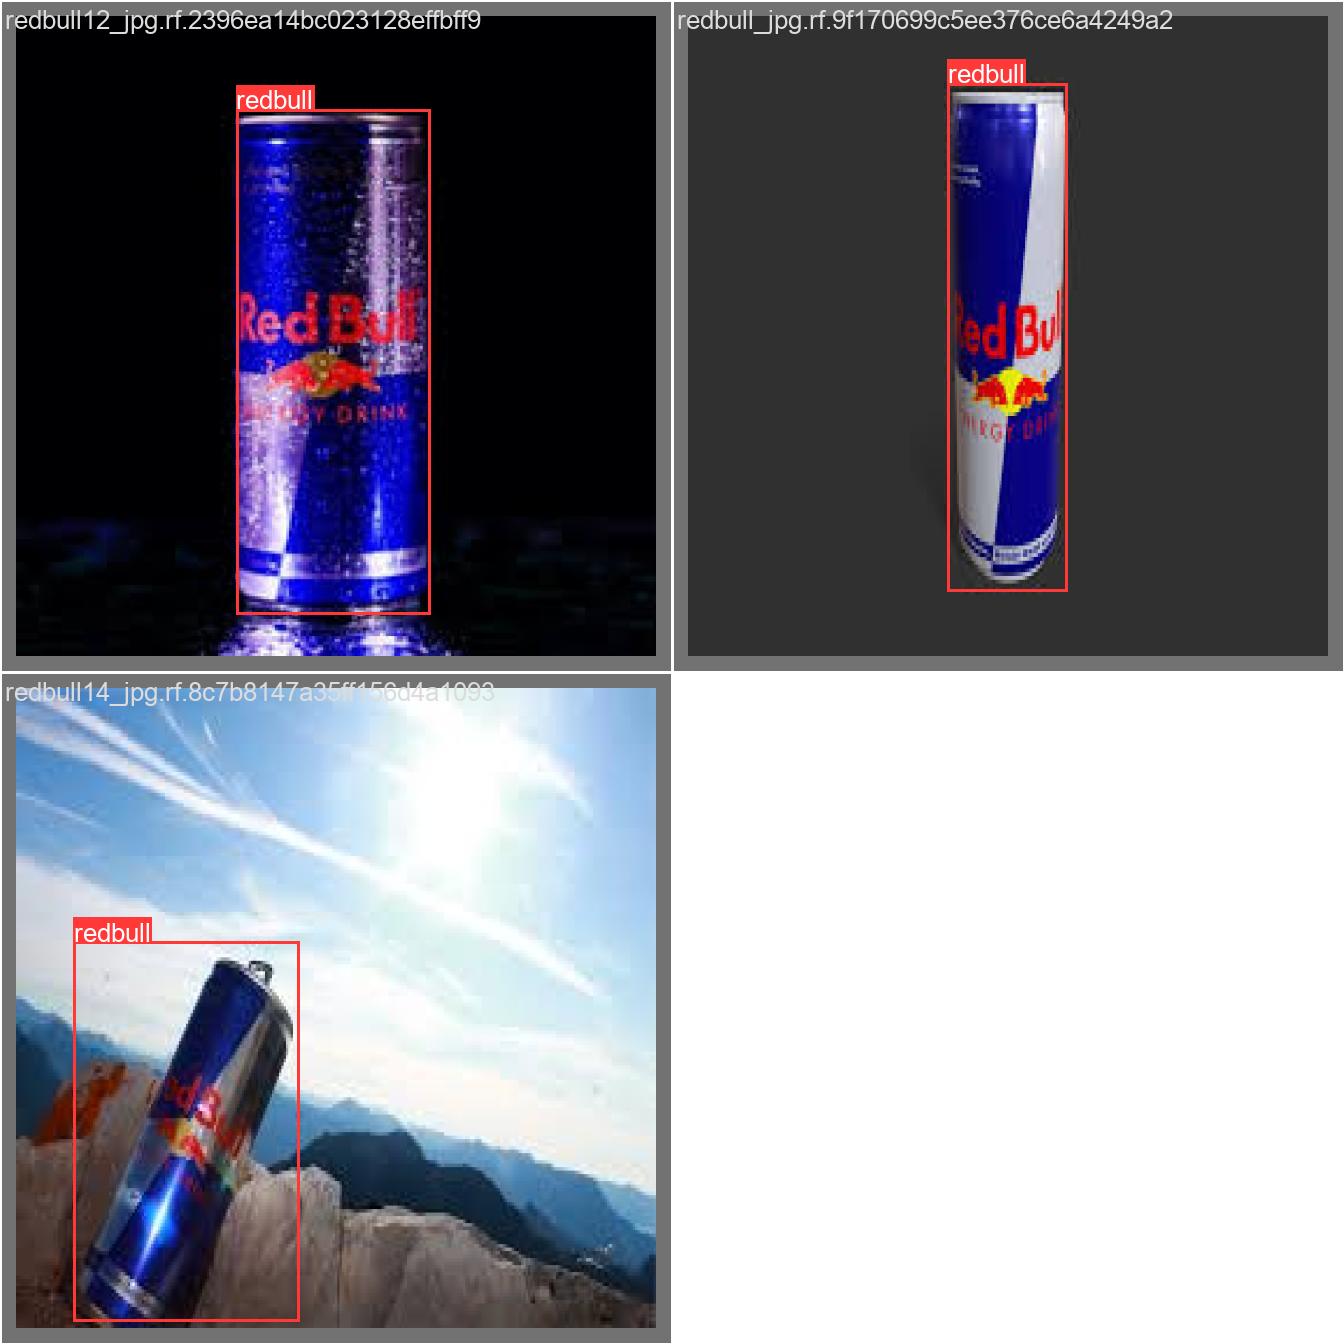 redbull12_jpg.rf.2396ea14bc023128effbff9
redbull
Red Bull
ENERGY DRINK
redbull_jpg.rf.9f170699c5ee376ce6a4249a2
redbull
Red Bull
ENERGY DRINK
redbull14_jpg.rf.8c7b8147a35ff156d4a1093
redbull
Red Bull